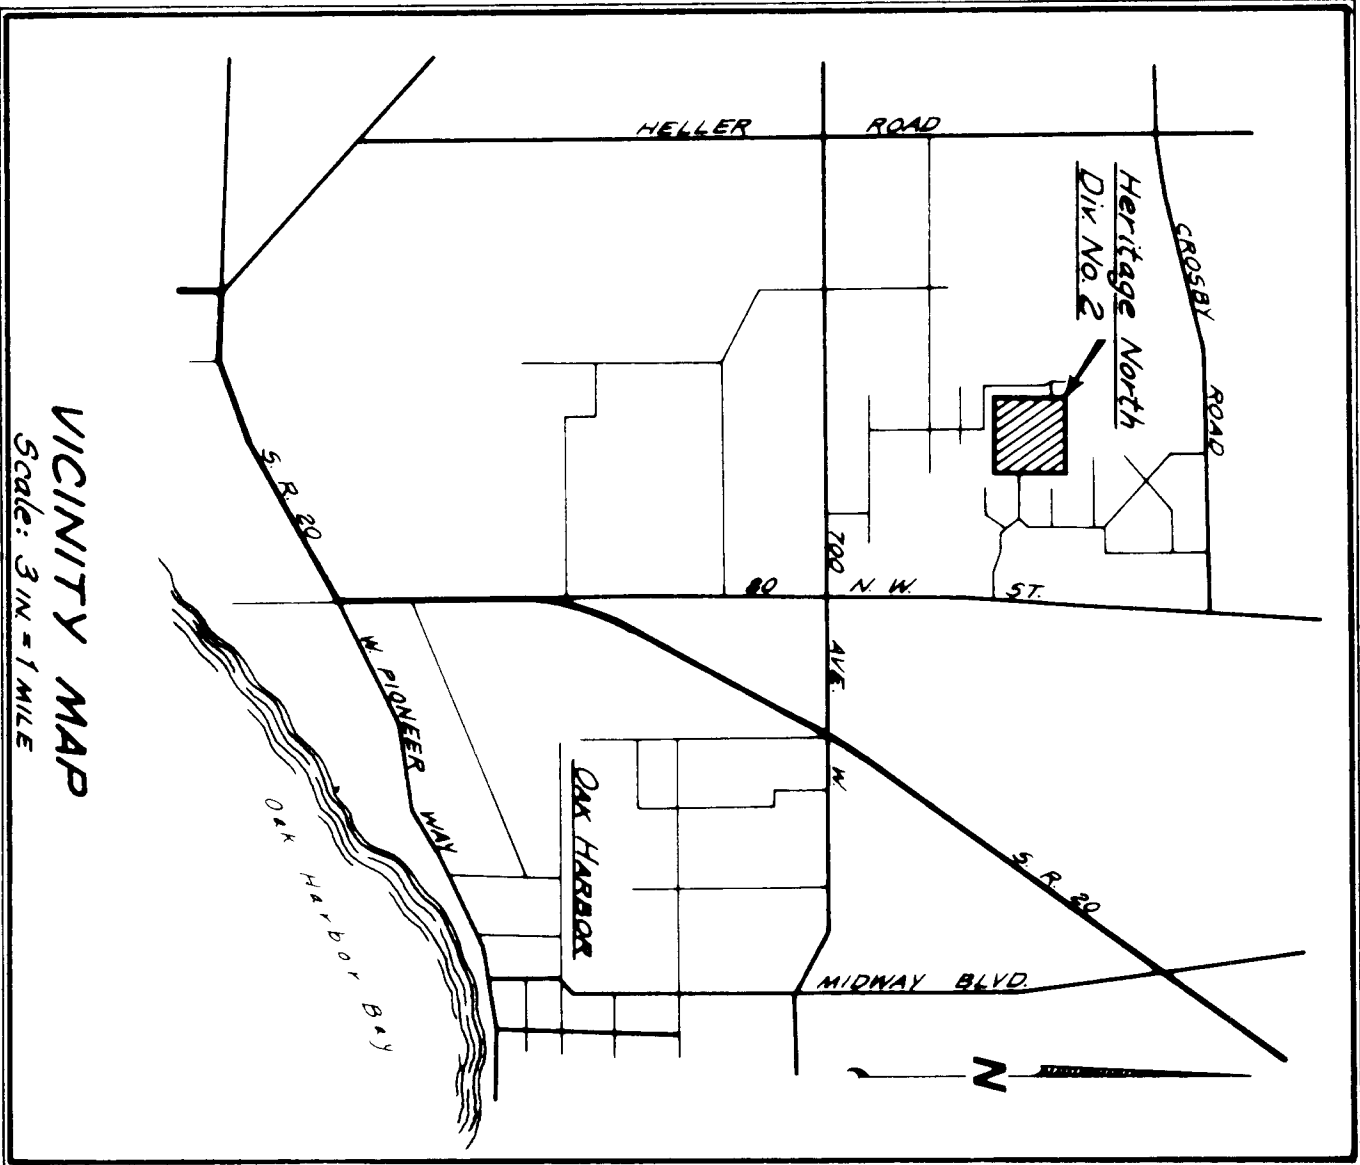 HELLER ROAD
CROSBY ROAD
Heritage North
Div. No. 2
700 AVE. W.
80 N. W. ST.
S. R. 20
S. R. 20
W. PIONEER WAY
OAK HARBOR
MIDWAY BLVD.
Oak Harbor Bay
N
VICINITY MAP
Scale: 3 IN = 1 MILE